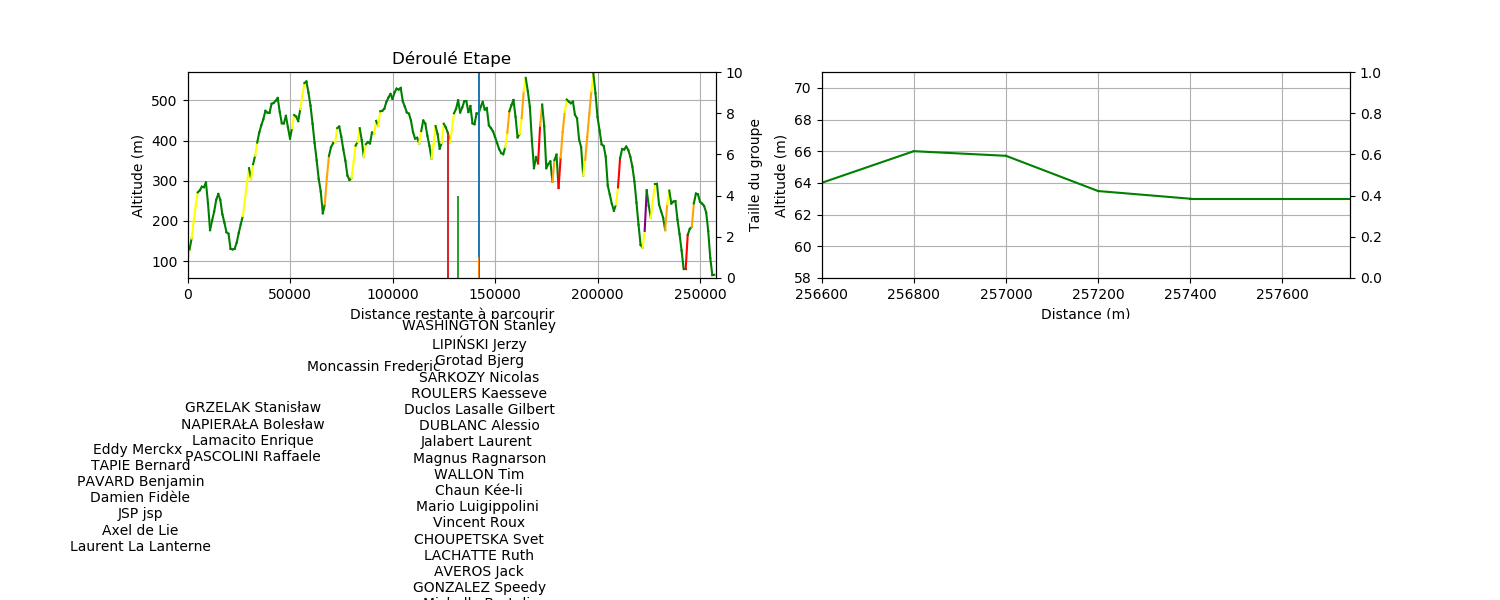 Déroulé Etape
500
400
300
200
100
Altitude (m)
10
8
6
4
2
0
Taille du groupe
0
50000
100000
150000
200000
250000
Distance restante à parcourir
70
68
66
64
62
60
58
Altitude (m)
1.0
0.8
0.6
0.4
0.2
0.0
256600
256800
257000
257200
257400
257600
Distance (m)
WASHINGTON Stanley
LIPIŃSKI Jerzy
Grotad Bjerg
Moncassin Frederic
SARKOZY Nicolas
ROULERS Kaesseve
Duclos Lasalle Gilbert
DUBLANC Alessio
Jalabert Laurent
Magnus Ragnarson
WALLON Tim
Chaun Kée-li
Mario Luigippolini
Vincent Roux
CHOUPETSKA Svet
LACHATTE Ruth
AVEROS Jack
GONZALEZ Speedy
GRZELAK Stanisław
NAPIERAŁA Bolesław
Lamacito Enrique
PASCOLINI Raffaele
Eddy Merckx
TAPIE Bernard
PAVARD Benjamin
Damien Fidèle
JSP jsp
Axel de Lie
Laurent La Lanterne